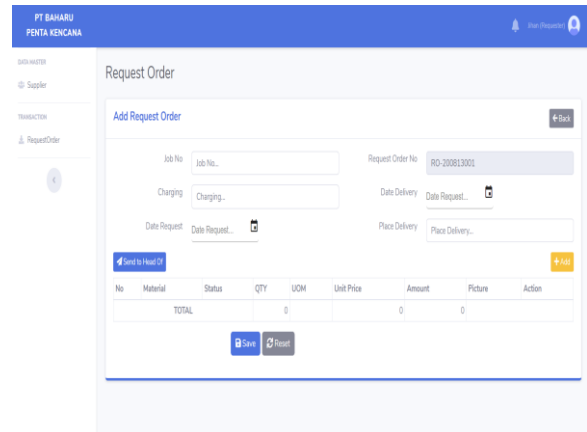 PT BAHARU
PENTA KENCANA
(Requester)
DATA MASTER
Supplier
TRANSACTION
RequestOrder
Request Order
Add Request Order
Back
Job No
Job No...
Request Order No
RO-200813001
Charging
Charging...
Date Delivery
Date Request...
Date Request
Date Request...
Place Delivery
Place Delivery...
Send to Head Of
+Add
No Material Status QTY UOM Unit Price Amount Picture Action
TOTAL 0 0 0
Save
Reset